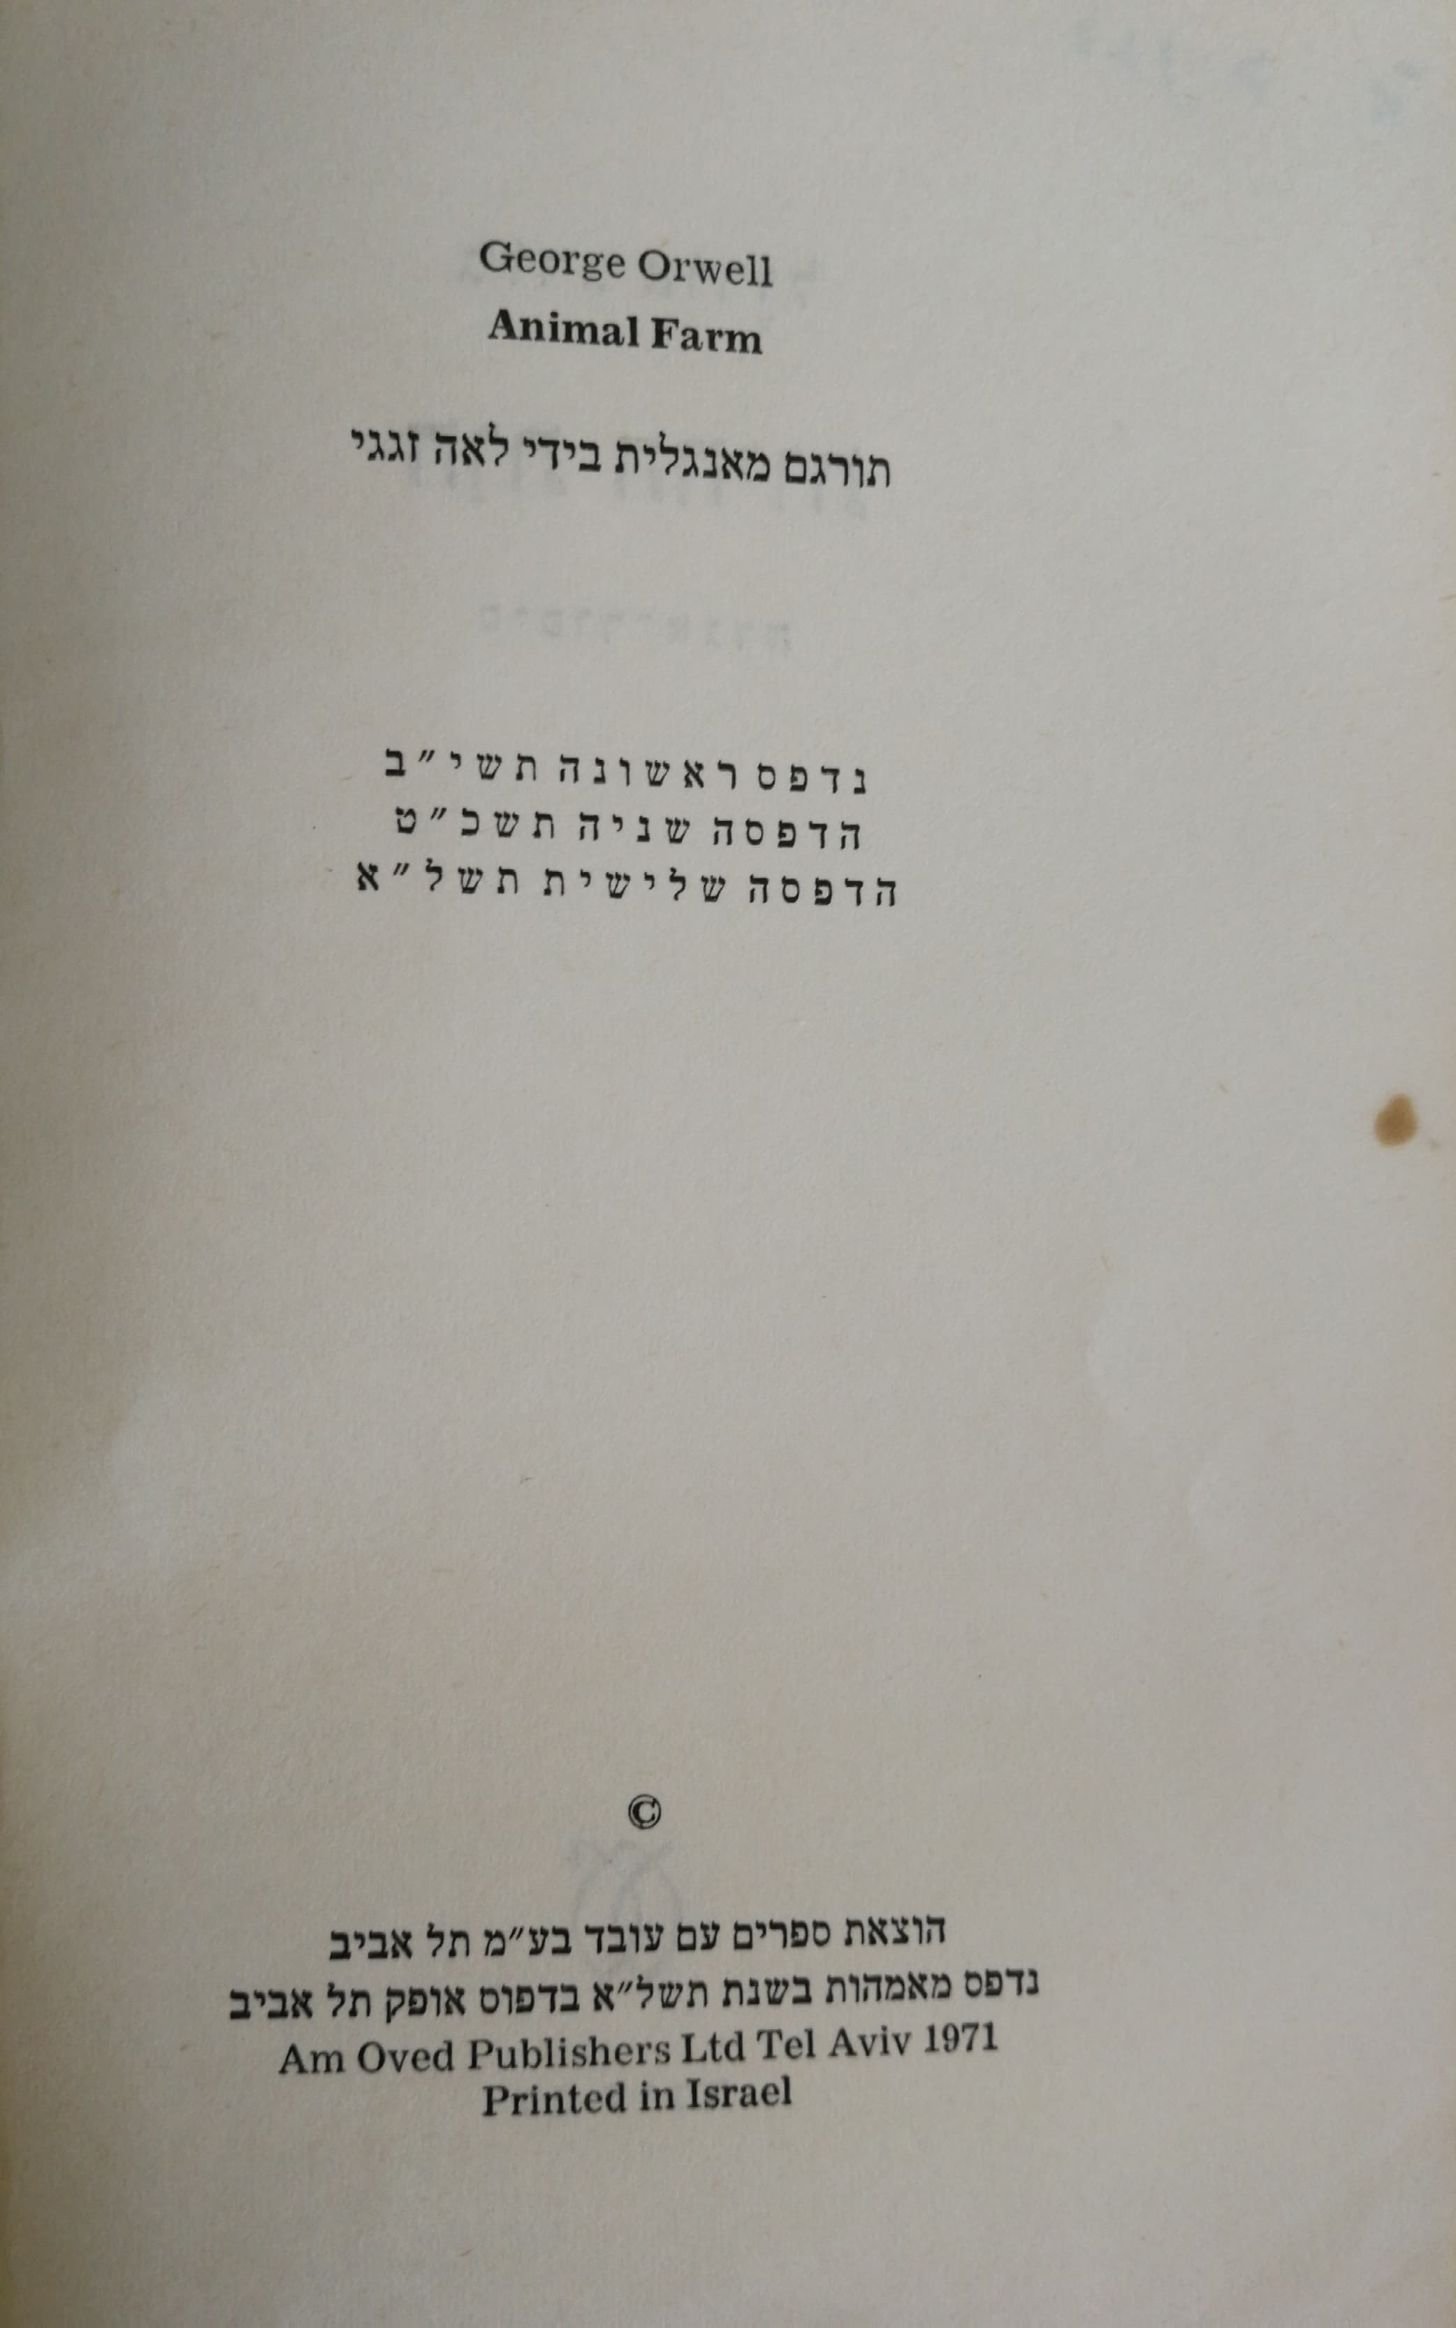 George Orwell
Animal Farm
תורגם מאנגלית בידי לאה זגגי
נדפס ראשונה תשי״ב
הדפסה שניה תשכ״ט
הדפסה שלישית תשל״א
©
הוצאת ספרים עם עובד בע״מ תל אביב
נדפס מאמהות בשנת תשל״א בדפוס אופק תל אביב
Am Oved Publishers Ltd Tel Aviv 1971
Printed in Israel